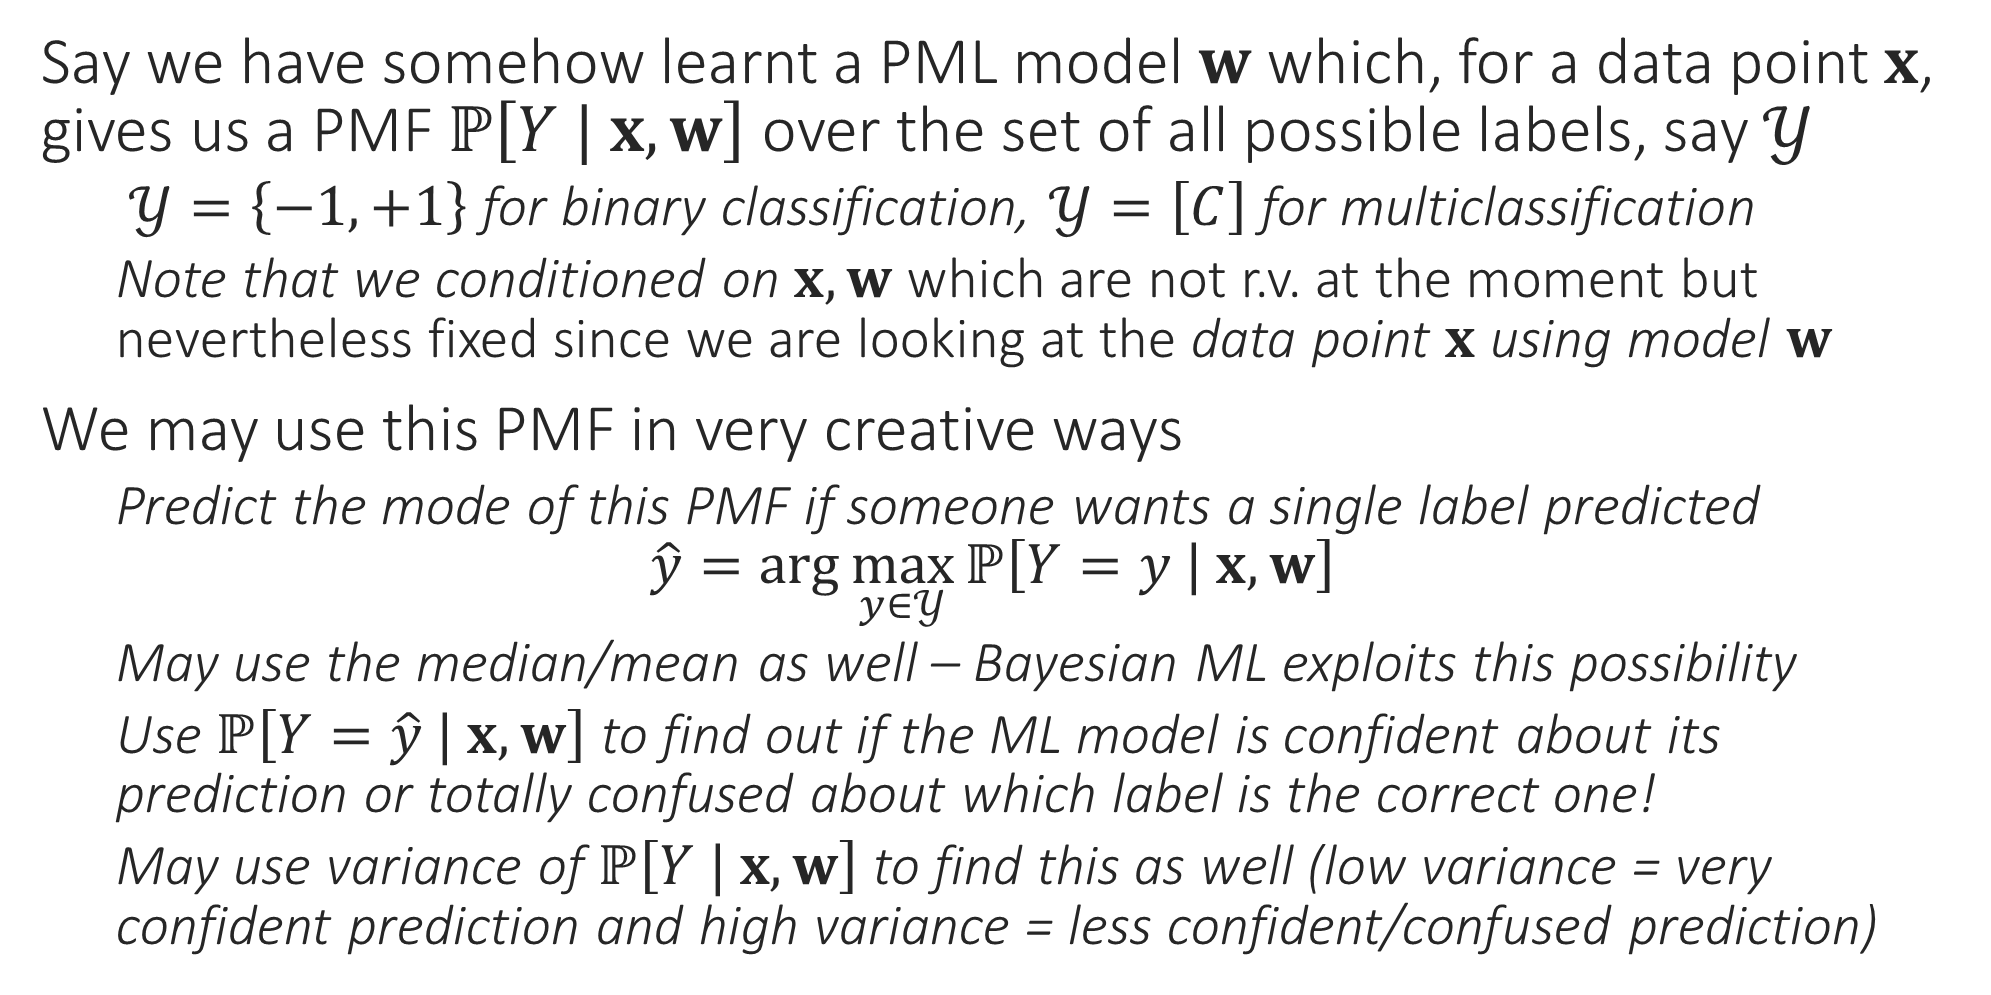 Say we have somehow learnt a PML model 𝐰 which, for a data point 𝐱,
gives us a PMF ℙ[𝑌 | 𝐱, 𝐰] over the set of all possible labels, say 𝒴
𝒴 = {−1, +1} for binary classification, 𝒴 = [𝐶] for multiclassification
Note that we conditioned on 𝐱, 𝐰 which are not r.v. at the moment but
nevertheless fixed since we are looking at the data point 𝐱 using model 𝐰
We may use this PMF in very creative ways
Predict the mode of this PMF if someone wants a single label predicted
ŷ = arg max ℙ[𝑌 = 𝑦 | 𝐱, 𝐰]
𝑦∈𝒴
May use the median/mean as well – Bayesian ML exploits this possibility
Use ℙ[𝑌 = ŷ | 𝐱, 𝐰] to find out if the ML model is confident about its
prediction or totally confused about which label is the correct one!
May use variance of ℙ[𝑌 | 𝐱, 𝐰] to find this as well (low variance = very
confident prediction and high variance = less confident/confused prediction)